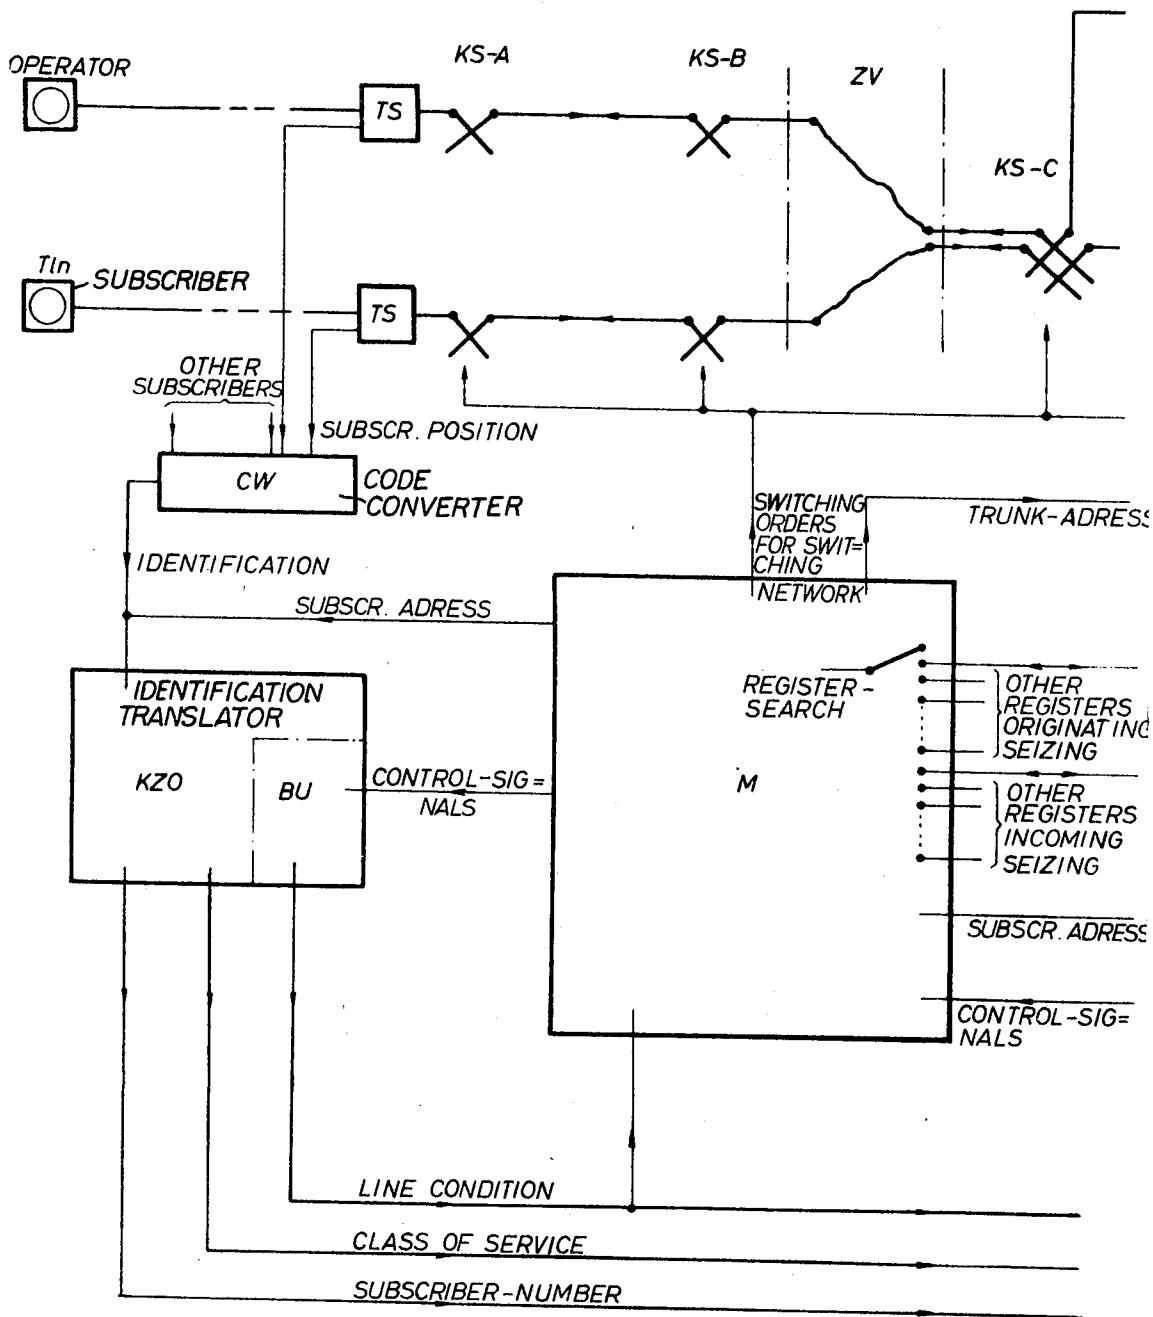 OPERATOR
KS-A
KS-B
ZV
TS
KS-C
Tln
SUBSCRIBER
TS
OTHER
SUBSCRIBERS
SUBSCR. POSITION
CW
CODE
CONVERTER
SWITCHING
ORDERS
FOR SWIT=
CHING
NETWORK
TRUNK-ADRESS
IDENTIFICATION
SUBSCR. ADRESS
IDENTIFICATION
TRANSLATOR
KZO
BU
CONTROL-SIG=
NALS
REGISTER-
SEARCH
M
OTHER
REGISTERS
ORIGINATING
SEIZING
OTHER
REGISTERS
INCOMING
SEIZING
SUBSCR. ADRESS
CONTROL-SIG=
NALS
LINE CONDITION
CLASS OF SERVICE
SUBSCRIBER-NUMBER